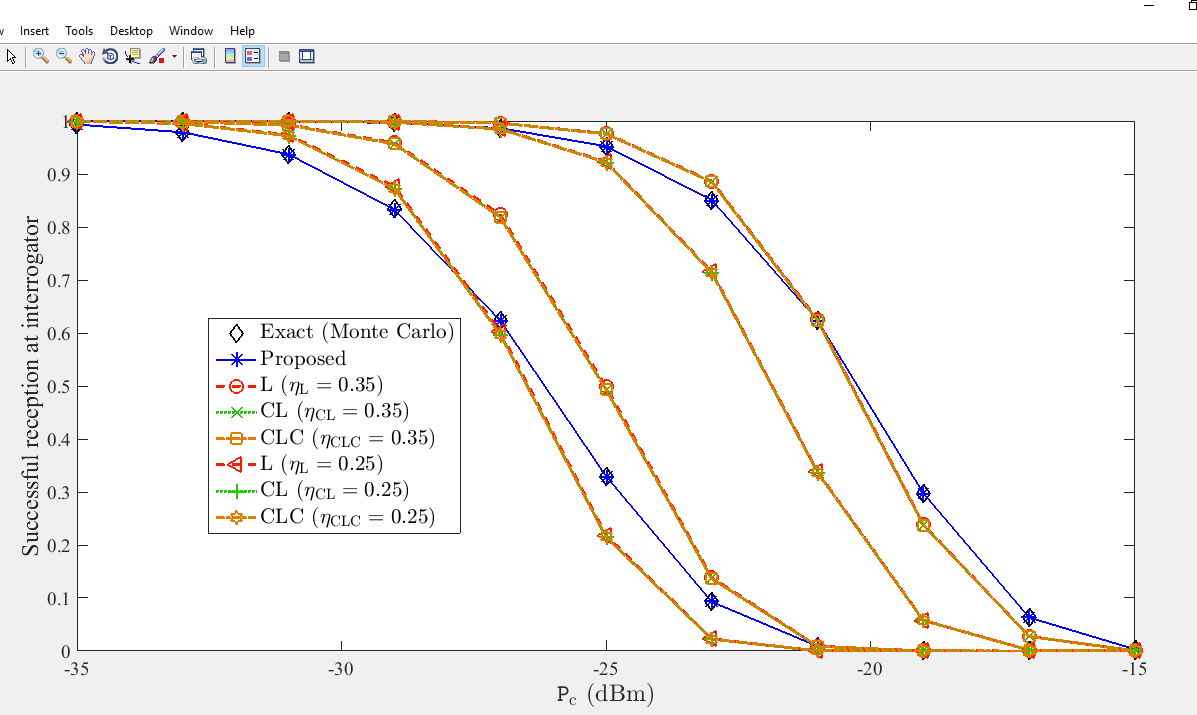 Insert Tools Desktop Window Help
1
0.9
0.8
0.7
0.6
0.5
0.4
0.3
0.2
0.1
0
Successful reception at interrogator
Exact (Monte Carlo)
Proposed
L (ηL = 0.35)
CL (ηCL = 0.35)
CLC (ηCLC = 0.35)
L (ηL = 0.25)
CL (ηCL = 0.25)
CLC (ηCLC = 0.25)
-35 -30 -25 -20 -15
Pc (dBm)